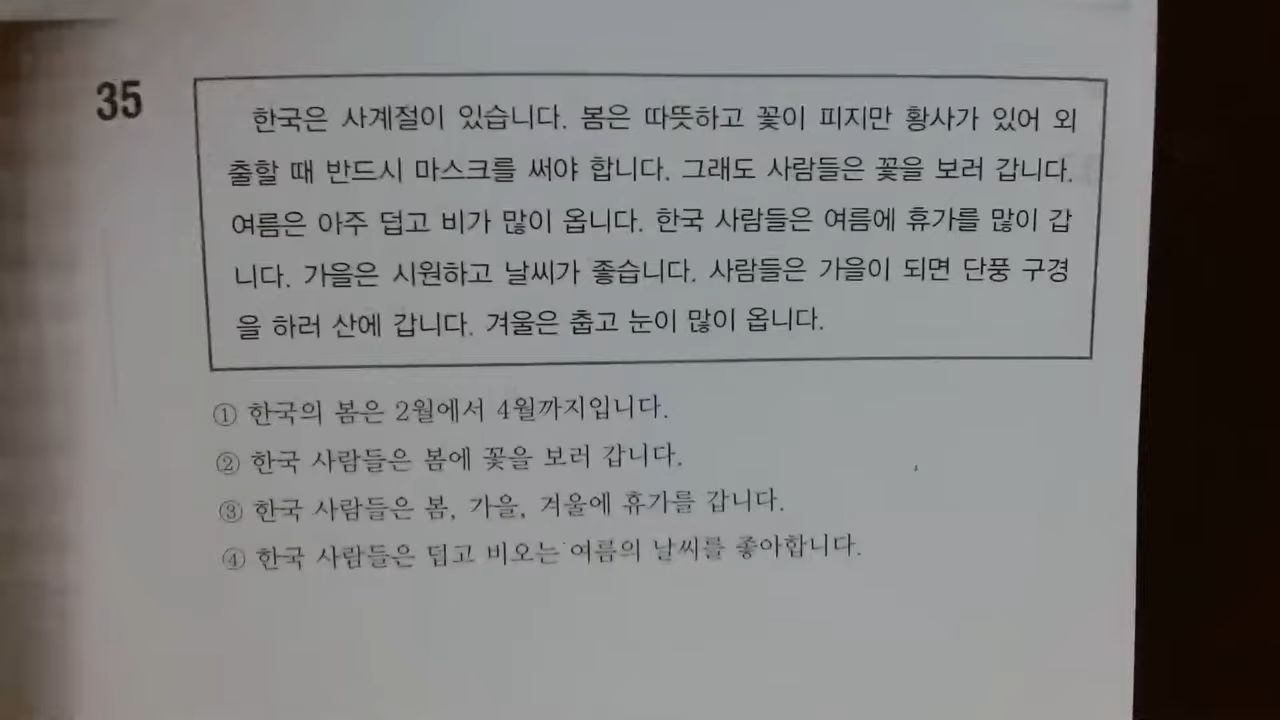 35
한국은 사계절이 있습니다. 봄은 따뜻하고 꽃이 피지만 황사가 있어 외
출할 때 반드시 마스크를 써야 합니다. 그래도 사람들은 꽃을 보러 갑니다.
여름은 아주 덥고 비가 많이 옵니다. 한국 사람들은 여름에 휴가를 많이 갑
니다. 가을은 시원하고 날씨가 좋습니다. 사람들은 가을이 되면 단풍 구경
을 하러 산에 갑니다. 겨울은 춥고 눈이 많이 옵니다.
① 한국의 봄은 2월에서 4월까지입니다.
② 한국 사람들은 봄에 꽃을 보러 갑니다.
③ 한국 사람들은 봄, 가을, 겨울에 휴가를 갑니다.
④ 한국 사람들은 덥고 비오는 여름의 날씨를 좋아합니다.